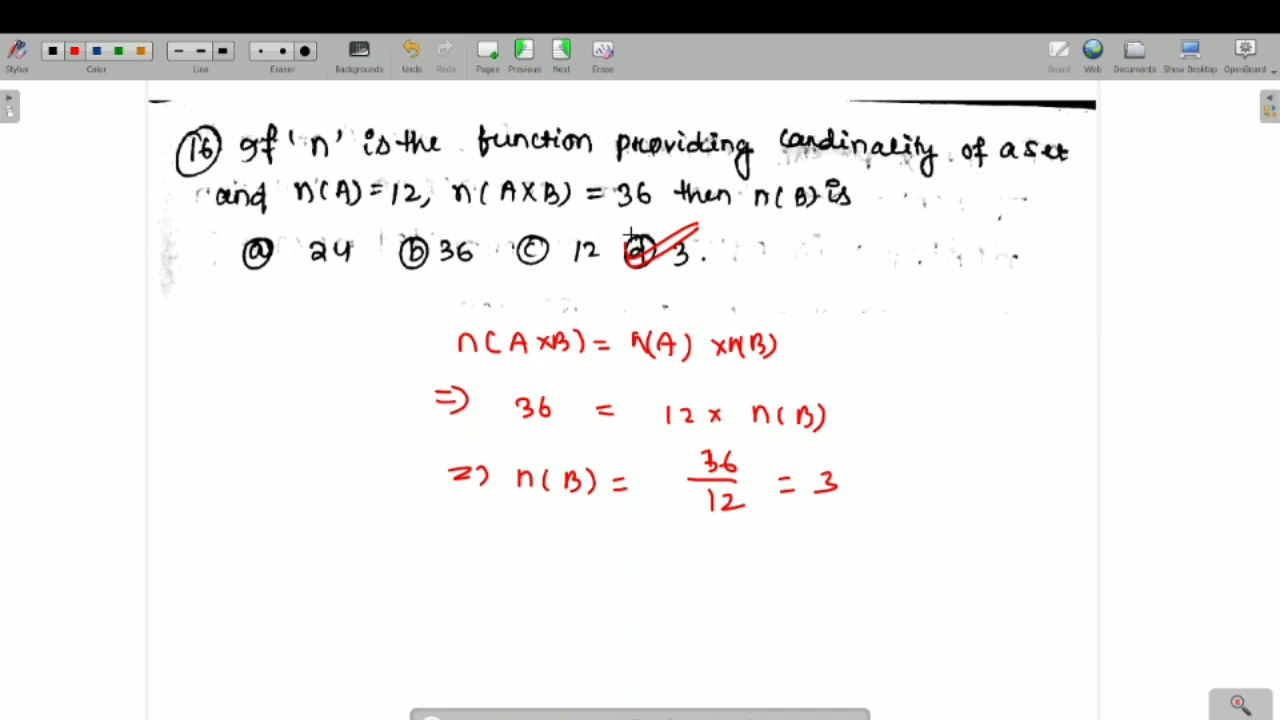 Stylus Color Line Eraser Backgrounds Undo Redo Pages Previous Next Erase Board Web Documents Show Desktop OpenBoard
(16) If 'n' is the function providing cardinality of a set
and n(A)=12, n(A×B) = 36 then n(B) is
(a) 24 (b) 36 (c) 12 (d) 3.
n(A×B) = n(A) × n(B)
=> 36 = 12 × n(B)
=> n(B) = 36/12 = 3